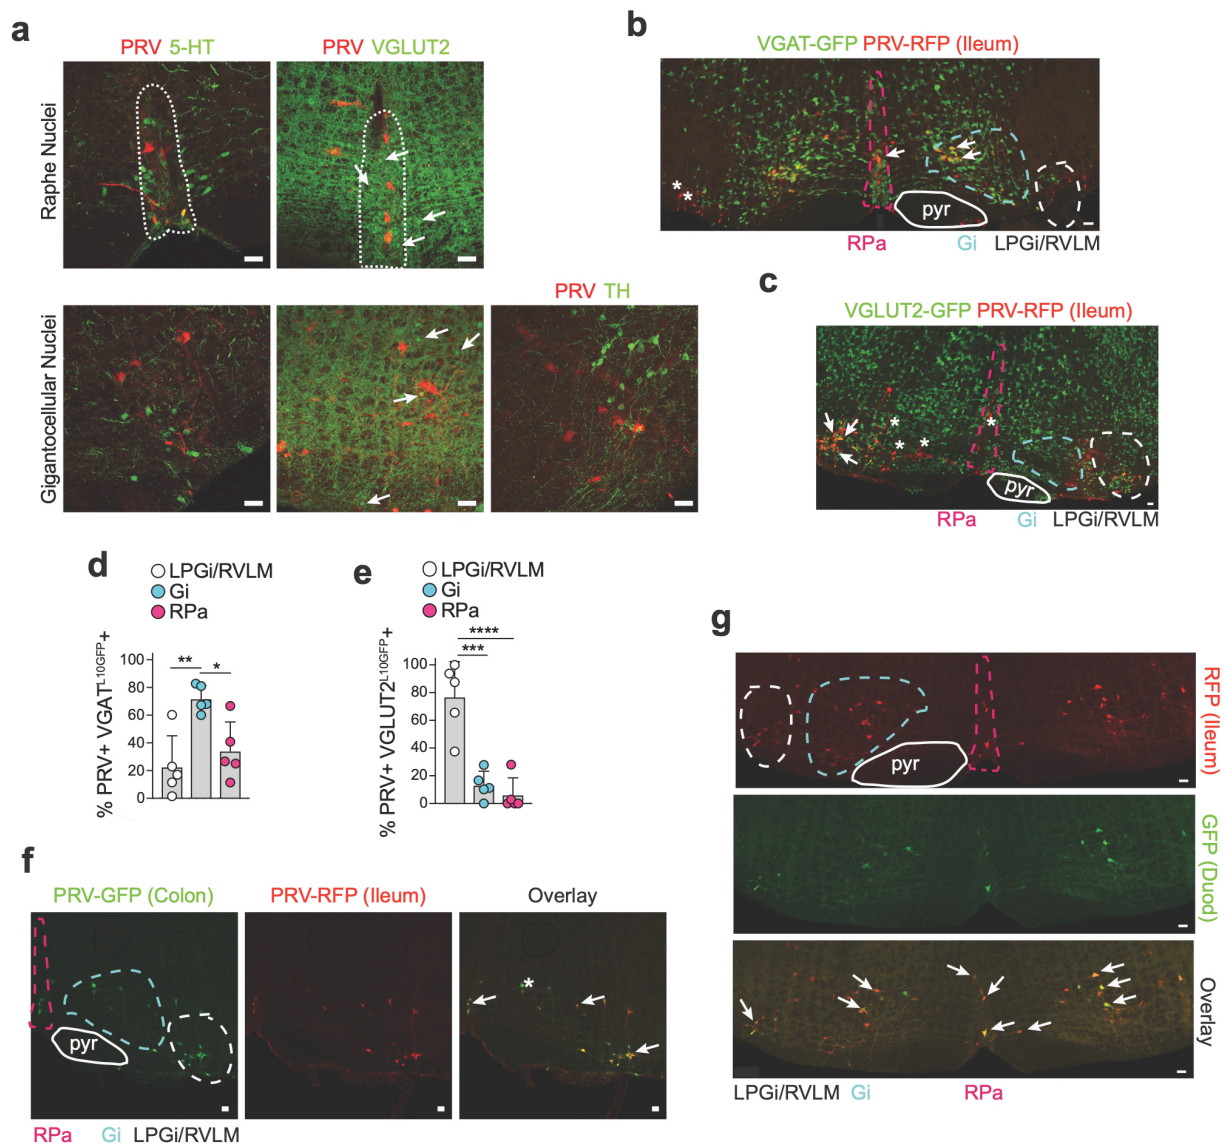 a
PRV 5-HT
PRV VGLUT2
Raphe Nuclei
PRV TH
Gigantocellular Nuclei
b
VGAT-GFP PRV-RFP (Ileum)
*
*
pyr
RPa
Gi
LPGi/RVLM
c
VGLUT2-GFP PRV-RFP (Ileum)
*
*
*
*
pyr
RPa
Gi
LPGi/RVLM
d
LPGi/RVLM
Gi
RPa
% PRV+ VGAT^L10GFP+
100
80
60
40
20
0
**
*
e
LPGi/RVLM
Gi
RPa
% PRV+ VGLUT2^L10GFP+
100
80
60
40
20
0
****
***
f
PRV-GFP (Colon)
PRV-RFP (Ileum)
Overlay
pyr
*
RPa
Gi
LPGi/RVLM
g
pyr
RFP (Ileum)
GFP (Duod)
Overlay
LPGi/RVLM
Gi
RPa